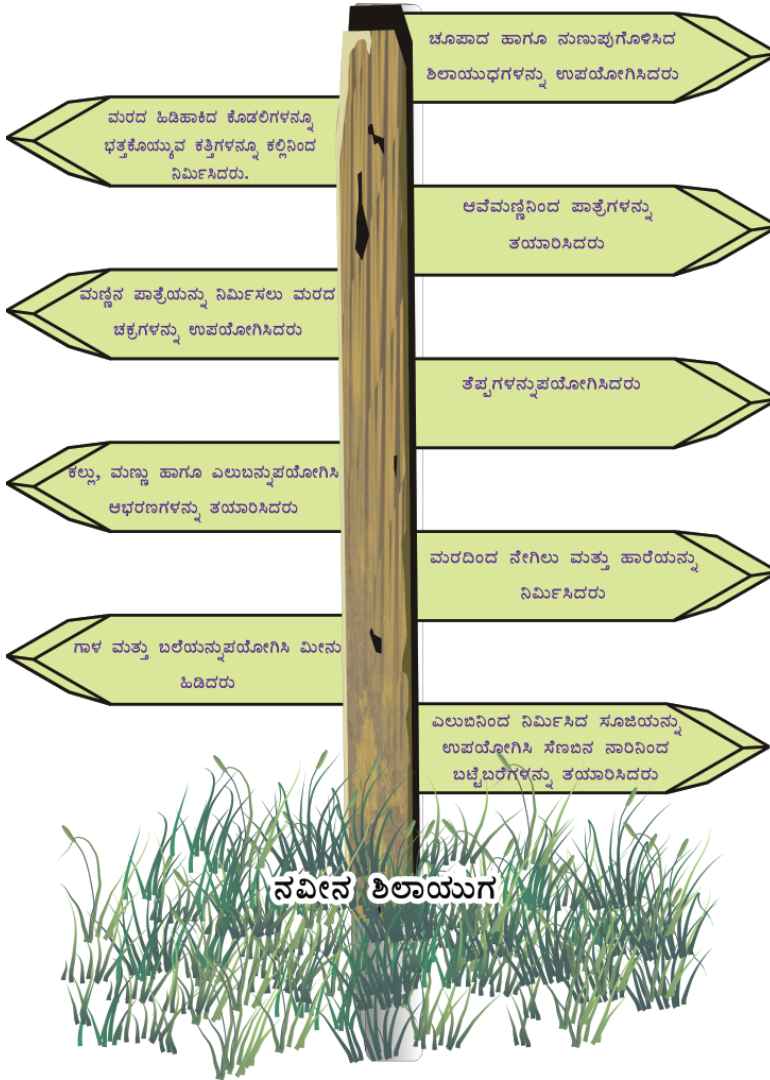 ಚೂಪಾದ ಹಾಗೂ ನುಣುಪುಗೊಳಿಸಿದ
ಶಿಲಾಯುಧಗಳನ್ನು ಉಪಯೋಗಿಸಿದರು
ಮರದ ಹಿಡಿಹಾಕಿದ ಕೊಡಲಿಗಳನ್ನೂ
ಭತ್ತಕೊಯ್ಯುವ ಕತ್ತಿಗಳನ್ನೂ ಕಲ್ಲಿನಿಂದ
ನಿರ್ಮಿಸಿದರು.
ಆವೆಮಣ್ಣಿನಿಂದ ಪಾತ್ರೆಗಳನ್ನು
ತಯಾರಿಸಿದರು
ಮಣ್ಣಿನ ಪಾತ್ರೆಯನ್ನು ನಿರ್ಮಿಸಲು ಮರದ
ಚಕ್ರಗಳನ್ನು ಉಪಯೋಗಿಸಿದರು
ತೆಪ್ಪಗಳನ್ನುಪಯೋಗಿಸಿದರು
ಕಲ್ಲು, ಮಣ್ಣು ಹಾಗೂ ಎಲುಬನ್ನುಪಯೋಗಿಸಿ
ಆಭರಣಗಳನ್ನು ತಯಾರಿಸಿದರು
ಮರದಿಂದ ನೇಗಿಲು ಮತ್ತು ಹಾರೆಯನ್ನು
ನಿರ್ಮಿಸಿದರು
ಗಾಳ ಮತ್ತು ಬಲೆಯನ್ನುಪಯೋಗಿಸಿ ಮೀನು
ಹಿಡಿದರು
ಎಲುಬಿನಿಂದ ನಿರ್ಮಿಸಿದ ಸೂಜಿಯನ್ನು
ಉಪಯೋಗಿಸಿ ಸೆಣಬಿನ ನಾರಿನಿಂದ
ಬಟ್ಟೆಬರೆಗಳನ್ನು ತಯಾರಿಸಿದರು
ನವೀನ ಶಿಲಾಯುಗ